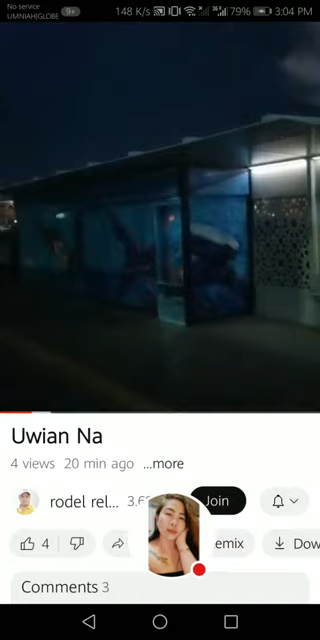 No service
UMNIAH|GLOBE
9+
148 K/s
79%
3:04 PM
Uwian Na
4 views 20 min ago ...more
rodel rel...
Join
4
emix
Dow
Comments 3